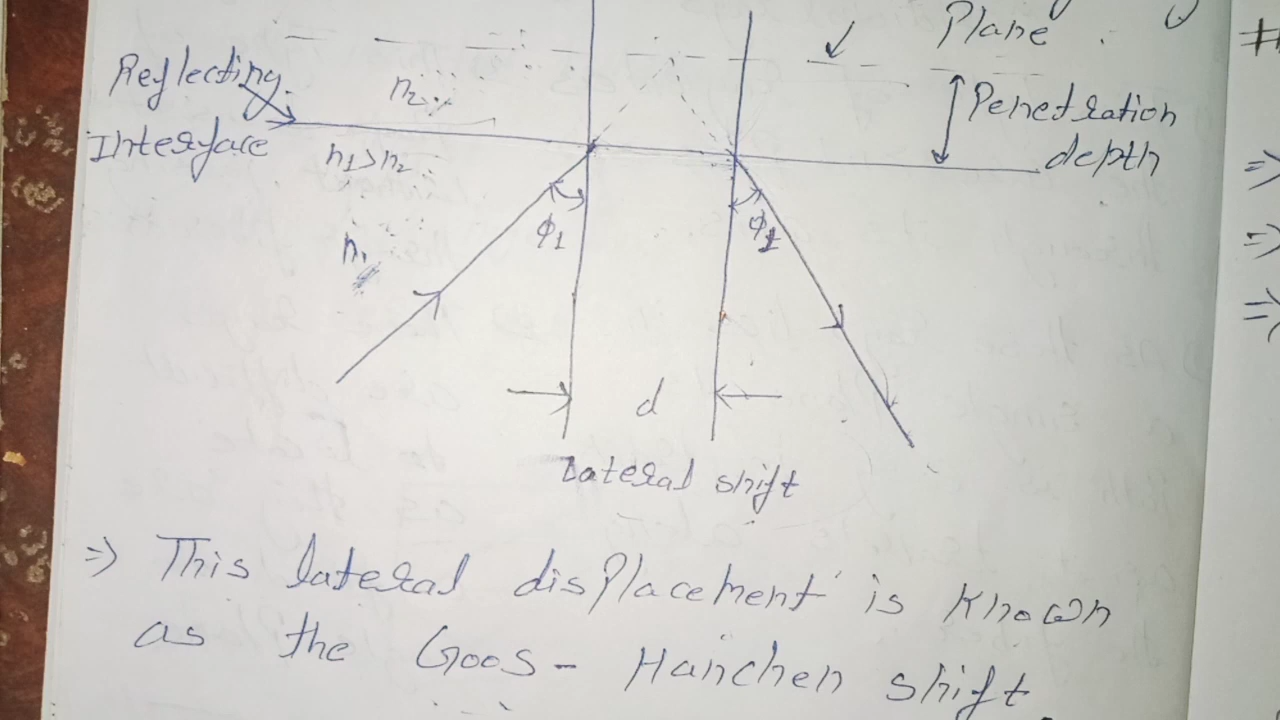 Plane
Reflecting
Interface
n2
n1>n2
n1
Penetration
depth
ϕ1
ϕ1
d
Lateral shift
⇒ This lateral displacement is known
as the Goos-Hanchen shift